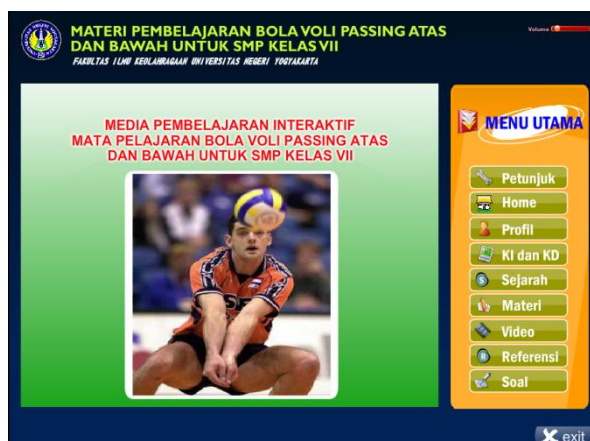 MATERI PEMBELAJARAN BOLA VOLI PASSING ATAS
DAN BAWAH UNTUK SMP KELAS VII
FAKULTAS ILMU KEOLAHRAGAAN UNIVERSITAS NEGERI YOGYAKARTA
Volume
MEDIA PEMBELAJARAN INTERAKTIF
MATA PELAJARAN BOLA VOLI PASSING ATAS
DAN BAWAH UNTUK SMP KELAS VII
MENU UTAMA
Petunjuk
Home
Profil
KI dan KD
Sejarah
Materi
Video
Referensi
Soal
exit